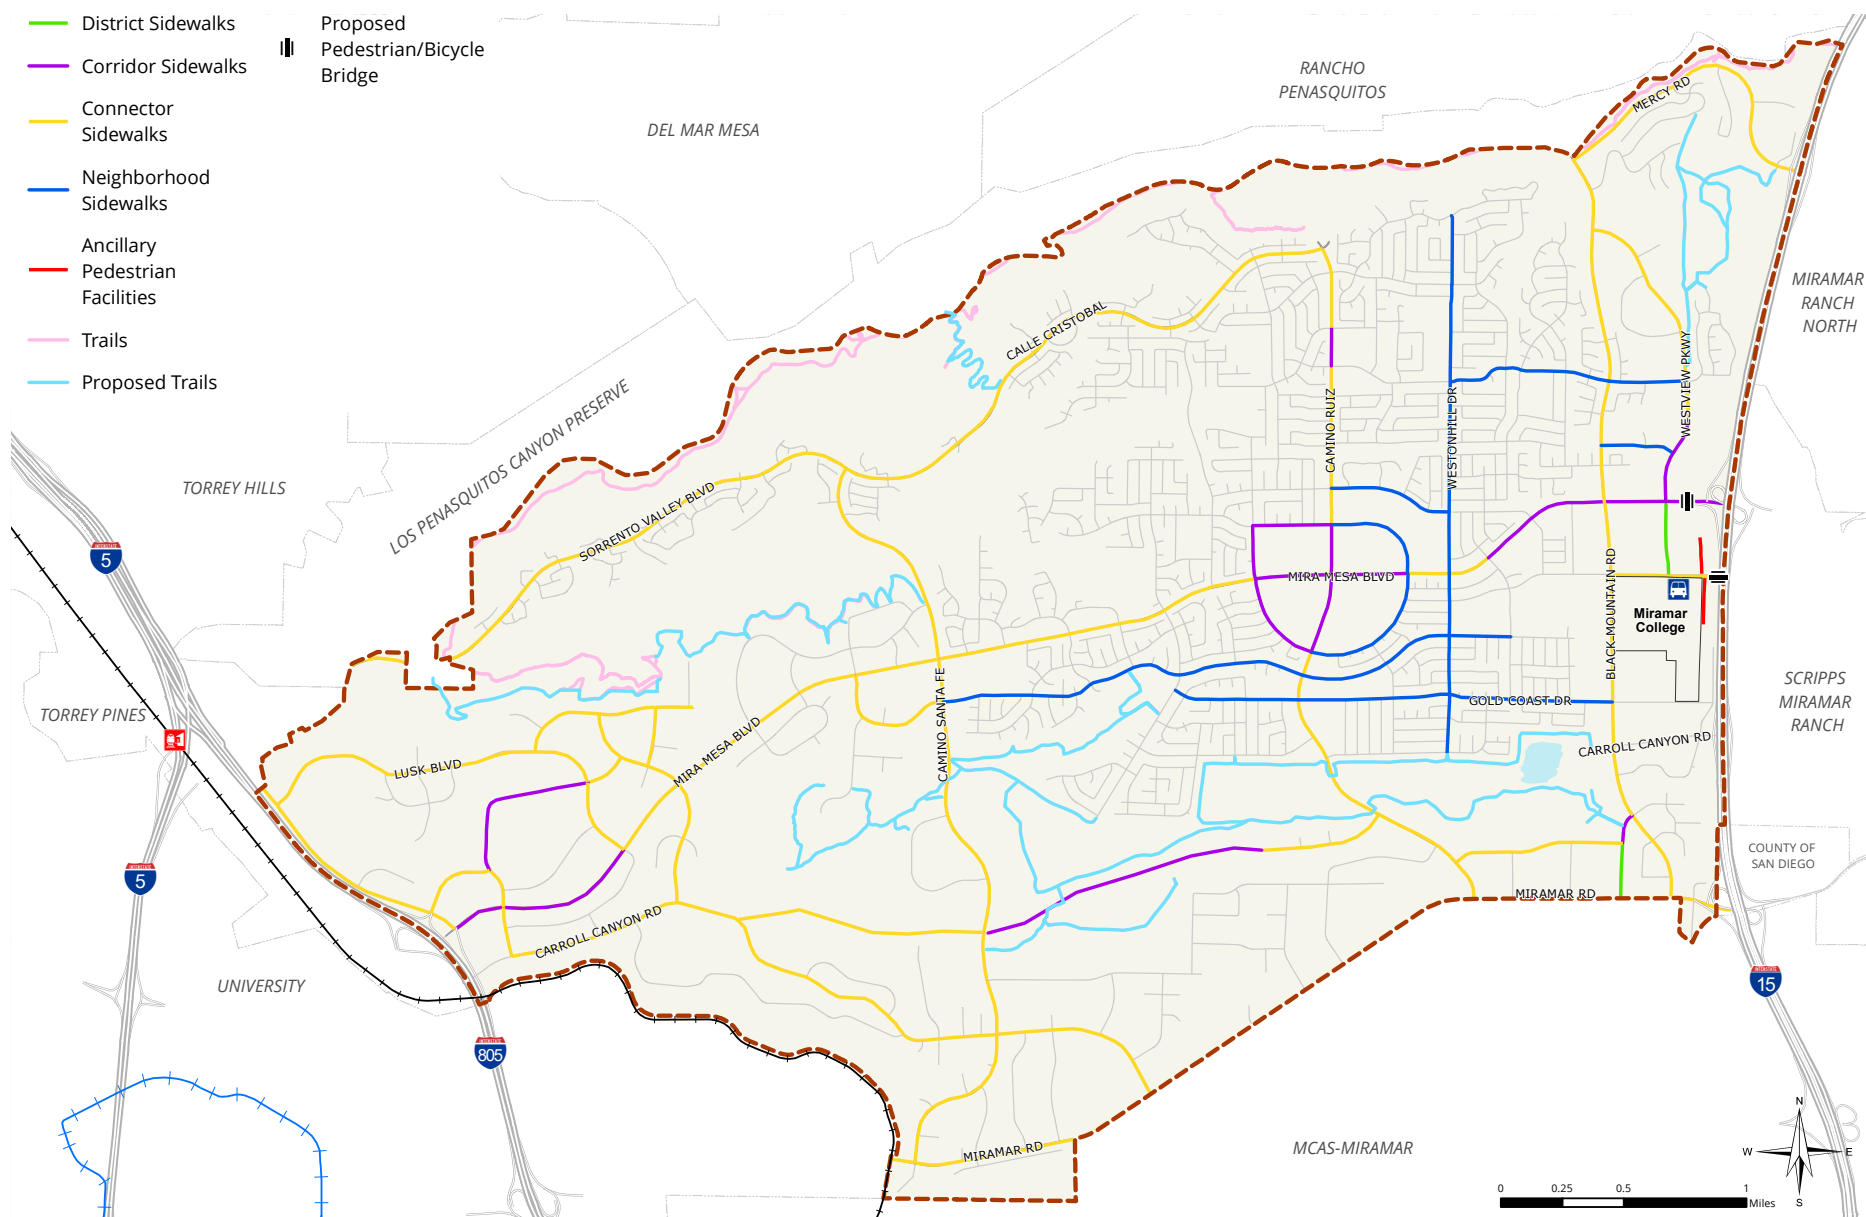 District Sidewalks
Corridor Sidewalks
Connector
Sidewalks
Neighborhood
Sidewalks
Ancillary
Pedestrian
Facilities
Trails
Proposed Trails
Proposed
Pedestrian/Bicycle
Bridge
RANCHO
PENASQUITOS
DEL MAR MESA
MERCY RD
MIRAMAR
RANCH
NORTH
CALLE CRISTOBAL
WESTVIEW PKWY
CAMINO RUIZ
WESTONHILL DR
LOS PENASQUITOS CANYON PRESERVE
TORREY HILLS
SORRENTO VALLEY BLVD
INTERSTATE
5
MIRA MESA BLVD
BLACK MOUNTAIN RD
Miramar
College
TORREY PINES
CAMINO SANTA FE
GOLD COAST DR
SCRIPPS
MIRAMAR
RANCH
LUSK BLVD
MIRA MESA BLVD
CARROLL CANYON RD
COUNTY OF
SAN DIEGO
INTERSTATE
5
MIRAMAR RD
CARROLL CANYON RD
UNIVERSITY
INTERSTATE
15
INTERSTATE
805
MIRAMAR RD
MCAS-MIRAMAR
N
W
E
S
0
0.25
0.5
1
Miles